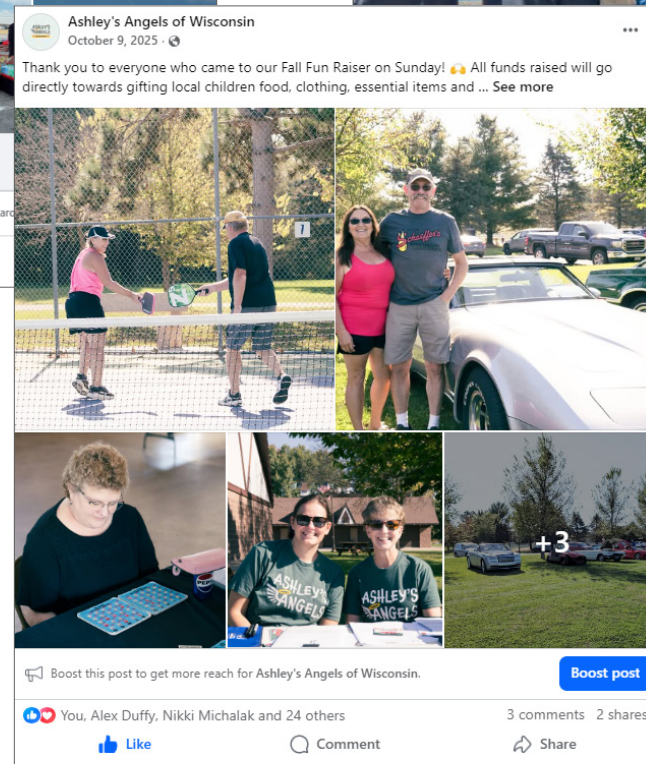 Ashley's Angels of Wisconsin
October 9, 2025 ·
Thank you to everyone who came to our Fall Fun Raiser on Sunday! 🙌 All funds raised will go
directly towards gifting local children food, clothing, essential items and ... See more
1
Schaeffer's
PEPSI
ASHLEY'S
ANGELS
ASHLEY'S
ANGELS
+3
Boost this post to get more reach for Ashley's Angels of Wisconsin.
Boost post
You, Alex Duffy, Nikki Michalak and 24 others
3 comments 2 shares
Like
Comment
Share